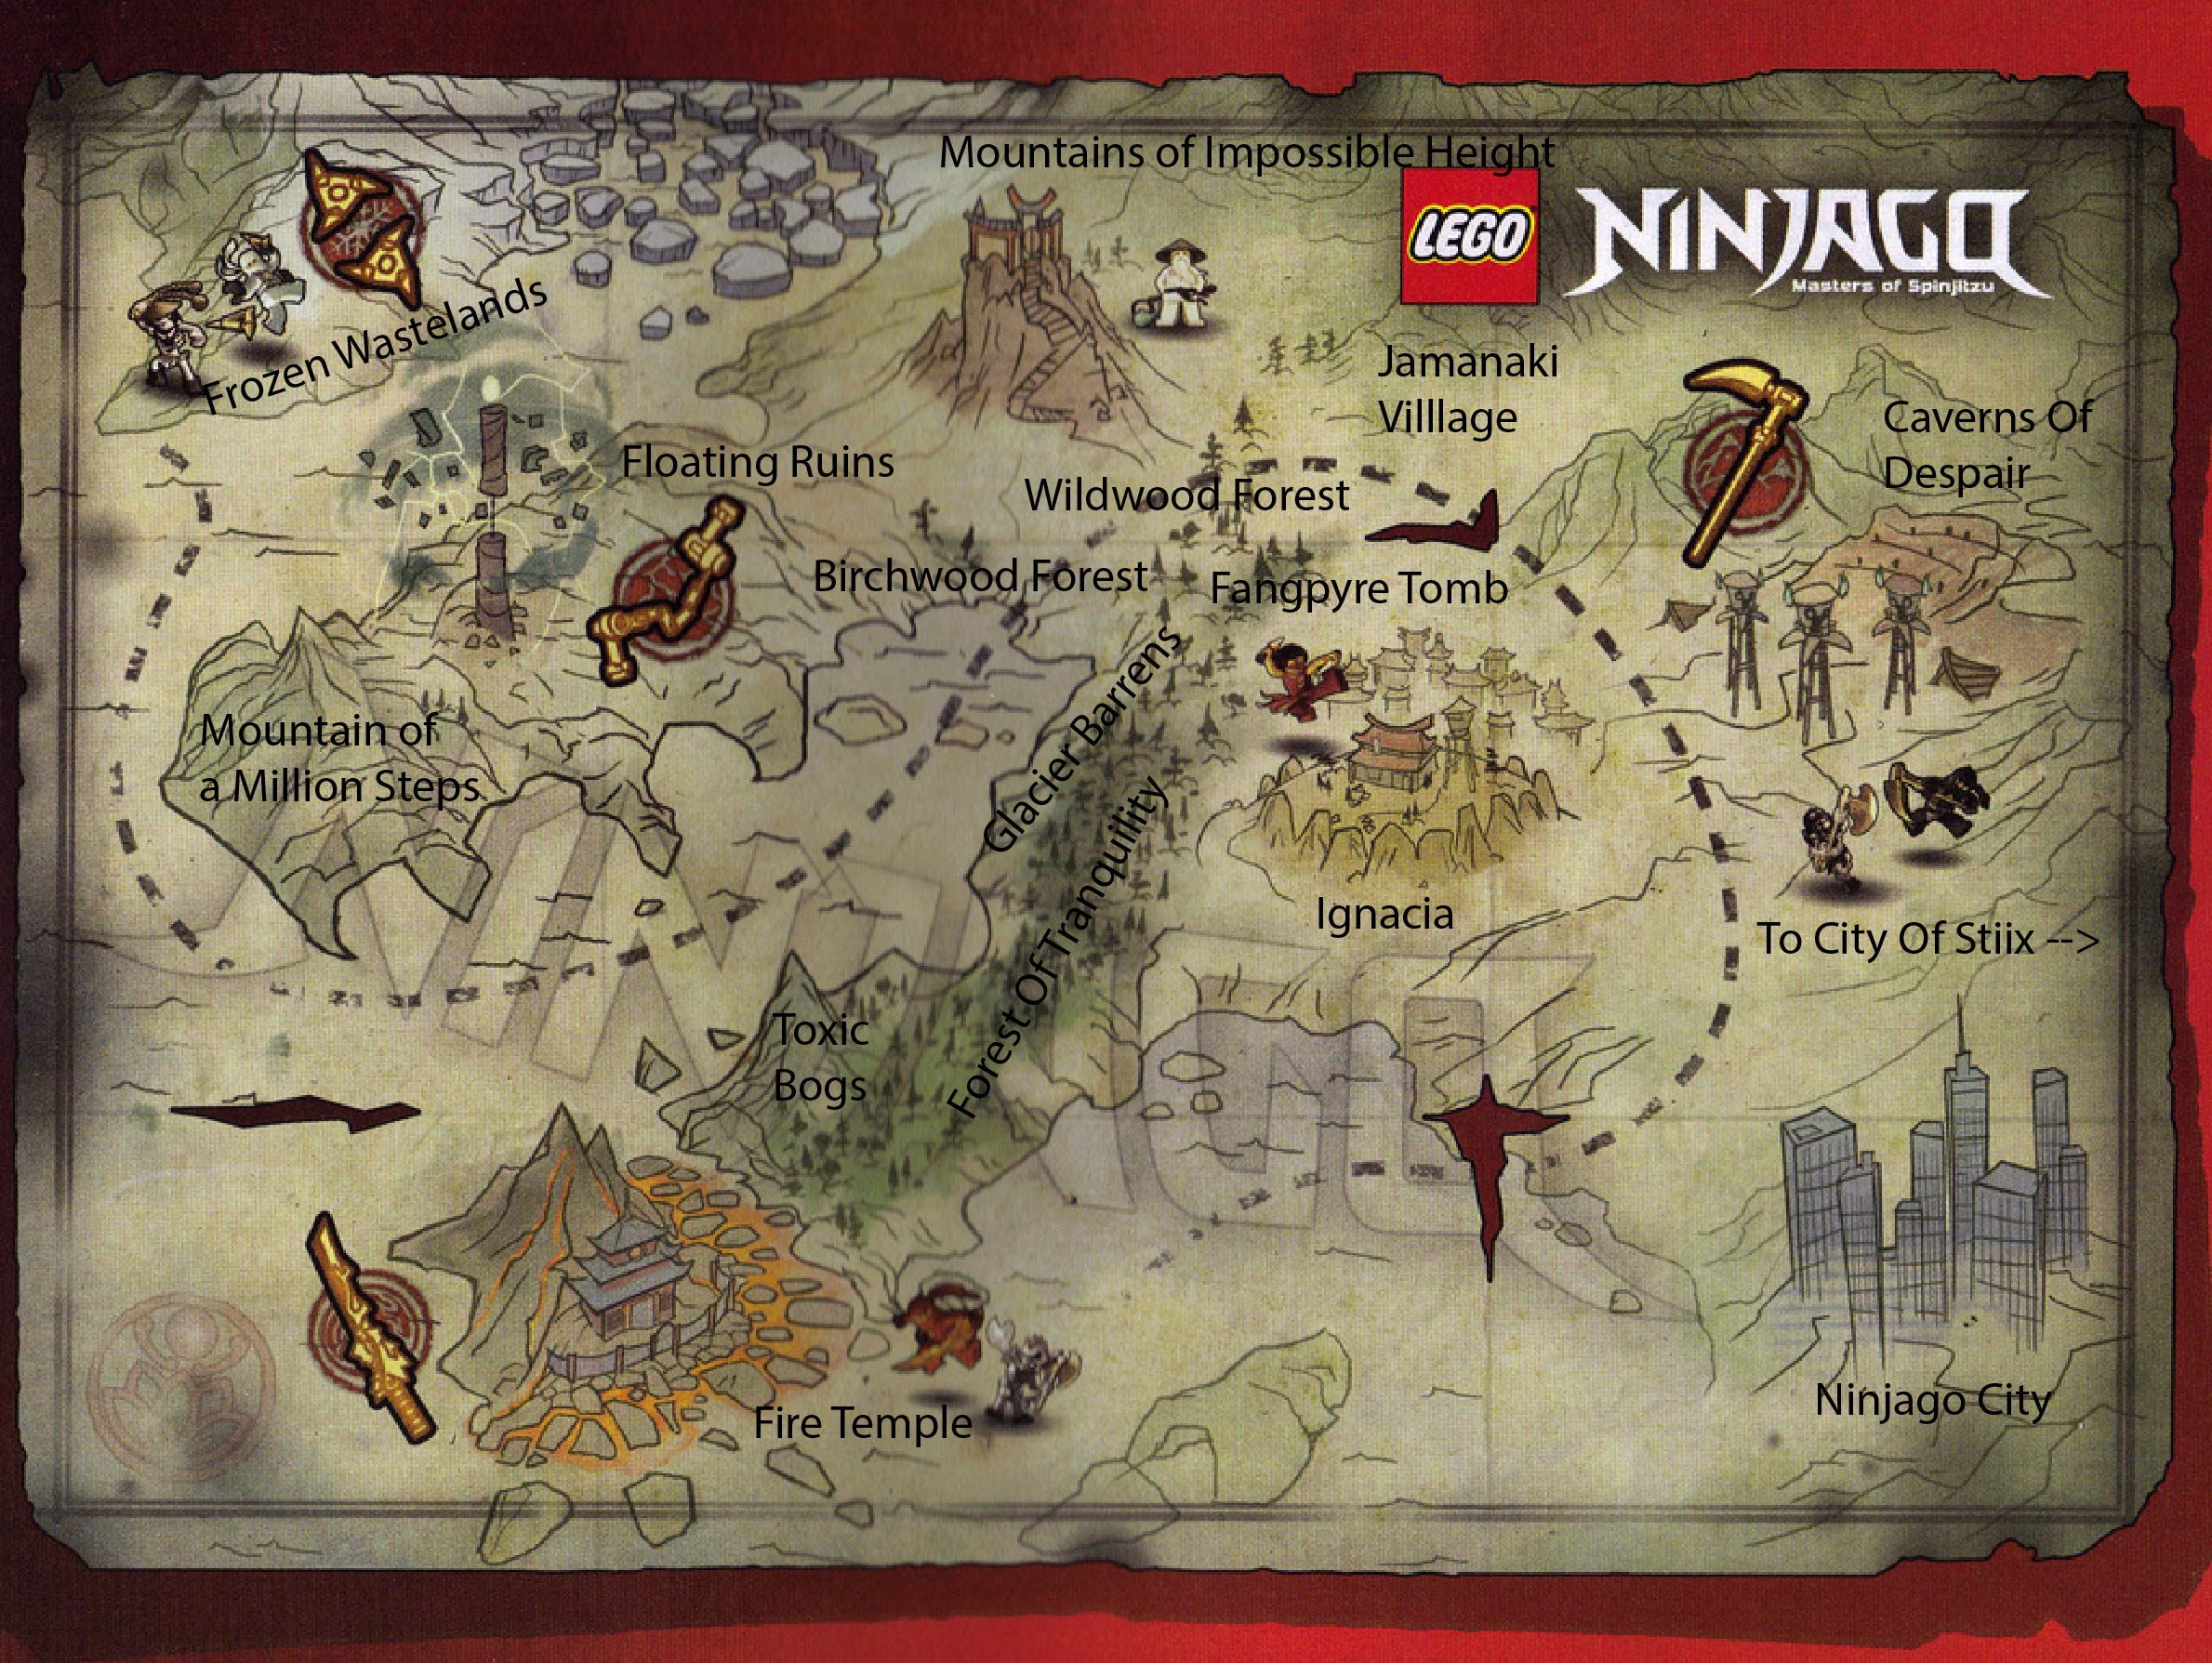 Mountains of Impossible Height
LEGO
NINJAGO
Masters of Spinjitzu
Frozen Wastelands
Jamanaki
Villlage
Caverns Of
Despair
Floating Ruins
Wildwood Forest
Birchwood Forest
Fangpyre Tomb
Mountain of
a Million Steps
Glacier Barrens
Forest Of Tranquility
Ignacia
To City Of Stiix -->
Toxic
Bogs
Ninjago City
Fire Temple
NINJAGO